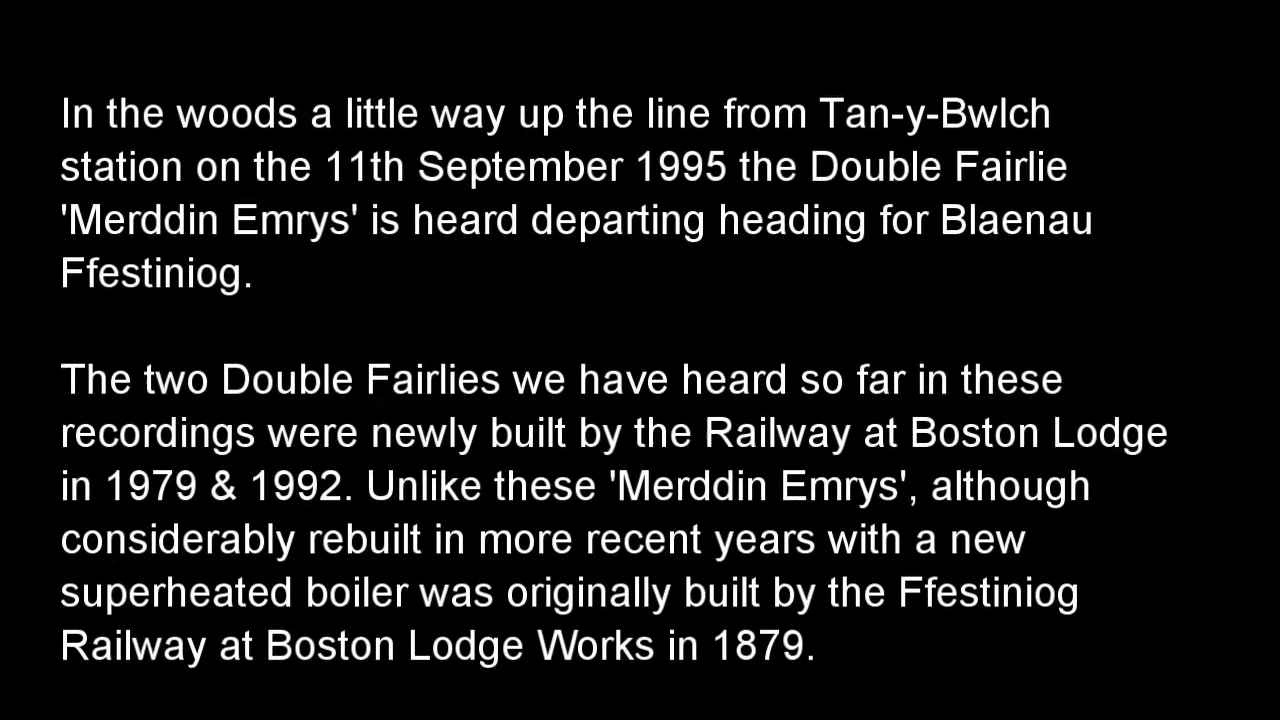 In the woods a little way up the line from Tan-y-Bwlch
station on the 11th September 1995 the Double Fairlie
'Merddin Emrys' is heard departing heading for Blaenau
Ffestiniog.
The two Double Fairlies we have heard so far in these
recordings were newly built by the Railway at Boston Lodge
in 1979 & 1992. Unlike these 'Merddin Emrys', although
considerably rebuilt in more recent years with a new
superheated boiler was originally built by the Ffestiniog
Railway at Boston Lodge Works in 1879.